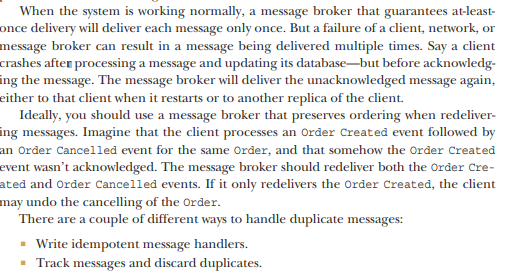 When the system is working normally, a message broker that guarantees at-least-
once delivery will deliver each message only once. But a failure of a client, network, or
message broker can result in a message being delivered multiple times. Say a client
crashes after processing a message and updating its database—but before acknowledg-
ing the message. The message broker will deliver the unacknowledged message again,
either to that client when it restarts or to another replica of the client.
Ideally, you should use a message broker that preserves ordering when redeliver-
ing messages. Imagine that the client processes an Order Created event followed by
an Order Cancelled event for the same Order, and that somehow the Order Created
event wasn't acknowledged. The message broker should redeliver both the Order Cre-
ated and Order Cancelled events. If it only redelivers the Order Created, the client
may undo the cancelling of the Order.
There are a couple of different ways to handle duplicate messages:
▪ Write idempotent message handlers.
▪ Track messages and discard duplicates.